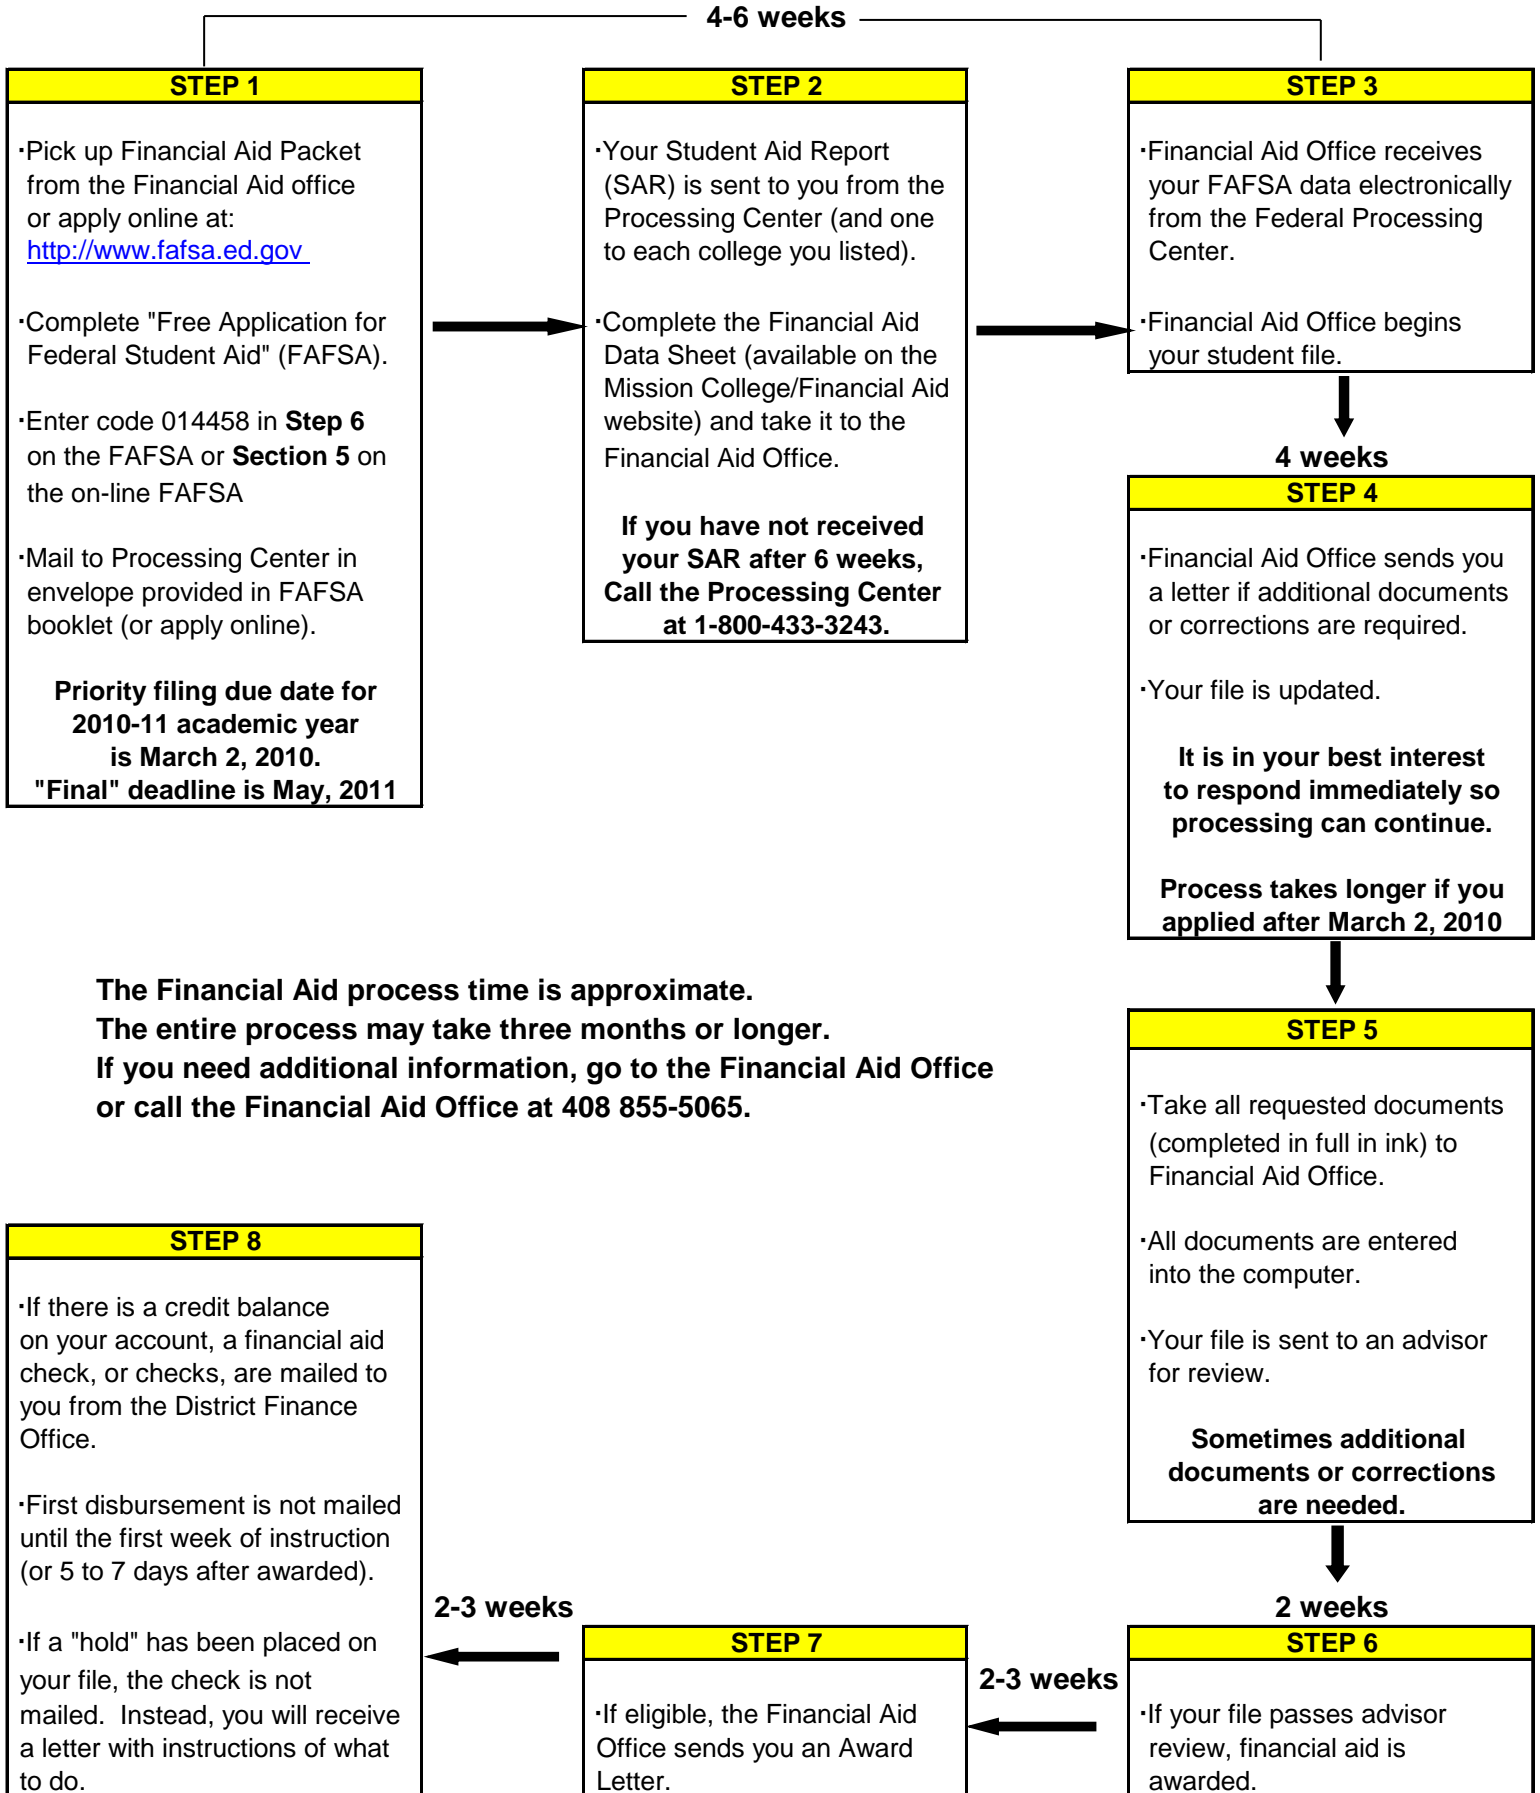 4-6 weeks
STEP 1
·Pick up Financial Aid Packet
from the Financial Aid office
or apply online at:
http://www.fafsa.ed.gov
·Complete "Free Application for
Federal Student Aid" (FAFSA).
·Enter code 014458 in Step 6
on the FAFSA or Section 5 on
the on-line FAFSA
·Mail to Processing Center in
envelope provided in FAFSA
booklet (or apply online).
Priority filing due date for
2010-11 academic year
is March 2, 2010.
"Final" deadline is May, 2011
STEP 2
·Your Student Aid Report
(SAR) is sent to you from the
Processing Center (and one
to each college you listed).
·Complete the Financial Aid
Data Sheet (available on the
Mission College/Financial Aid
website) and take it to the
Financial Aid Office.
If you have not received
your SAR after 6 weeks,
Call the Processing Center
at 1-800-433-3243.
STEP 3
·Financial Aid Office receives
your FAFSA data electronically
from the Federal Processing
Center.
·Financial Aid Office begins
your student file.
4 weeks
STEP 4
·Financial Aid Office sends you
a letter if additional documents
or corrections are required.
·Your file is updated.
It is in your best interest
to respond immediately so
processing can continue.
Process takes longer if you
applied after March 2, 2010
The Financial Aid process time is approximate.
The entire process may take three months or longer.
If you need additional information, go to the Financial Aid Office
or call the Financial Aid Office at 408 855-5065.
STEP 5
·Take all requested documents
(completed in full in ink) to
Financial Aid Office.
·All documents are entered
into the computer.
·Your file is sent to an advisor
for review.
Sometimes additional
documents or corrections
are needed.
2 weeks
STEP 6
·If your file passes advisor
review, financial aid is
awarded.
2-3 weeks
STEP 7
·If eligible, the Financial Aid
Office sends you an Award
Letter.
2-3 weeks
STEP 8
·If there is a credit balance
on your account, a financial aid
check, or checks, are mailed to
you from the District Finance
Office.
·First disbursement is not mailed
until the first week of instruction
(or 5 to 7 days after awarded).
·If a "hold" has been placed on
your file, the check is not
mailed.  Instead, you will receive
a letter with instructions of what
to do.